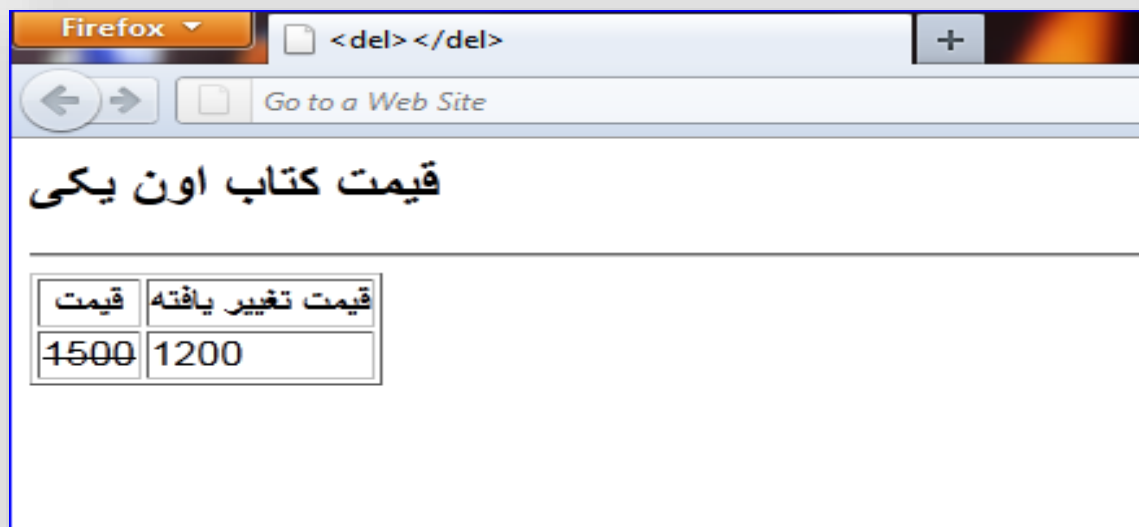 Firefox
<del></del>
Go to a Web Site
قیمت کتاب اون یکی
قیمت قیمت تغییر یافته
1500 1200